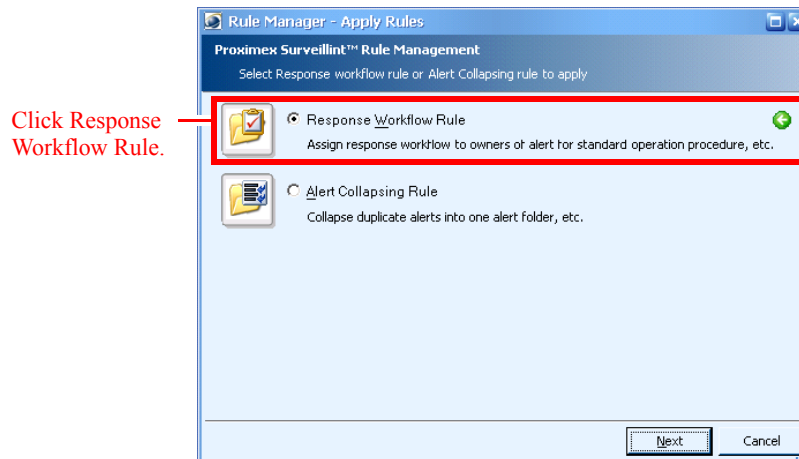 Rule Manager - Apply Rules
Proximex Surveillint™ Rule Management
Select Response workflow rule or Alert Collapsing rule to apply
Click Response
Workflow Rule.
Response Workflow Rule
Assign response workflow to owners of alert for standard operation procedure, etc.
Alert Collapsing Rule
Collapse duplicate alerts into one alert folder, etc.
Next
Cancel